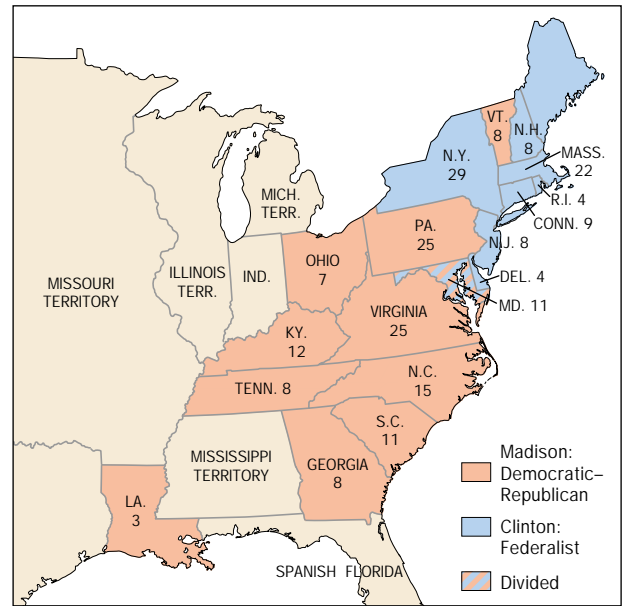 VT.
8
N.H.
8
N.Y.
29
MASS.
22
R.I. 4
CONN. 9
MICH.
TERR.
PA.
25
N.J. 8
OHIO
7
MISSOURI
TERRITORY
ILLINOIS
TERR.
IND.
DEL. 4
MD. 11
VIRGINIA
25
KY.
12
N.C.
15
TENN. 8
S.C.
11
MISSISSIPPI
TERRITORY
GEORGIA
8
LA.
3
SPANISH FLORIDA
Madison:
Democratic–
Republican
Clinton:
Federalist
Divided